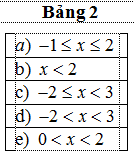 Bảng 2
a) −1 ≤ x ≤ 2
b) x < 2
c) −2 ≤ x < 3
d) −2 < x < 3
e) 0 < x < 2